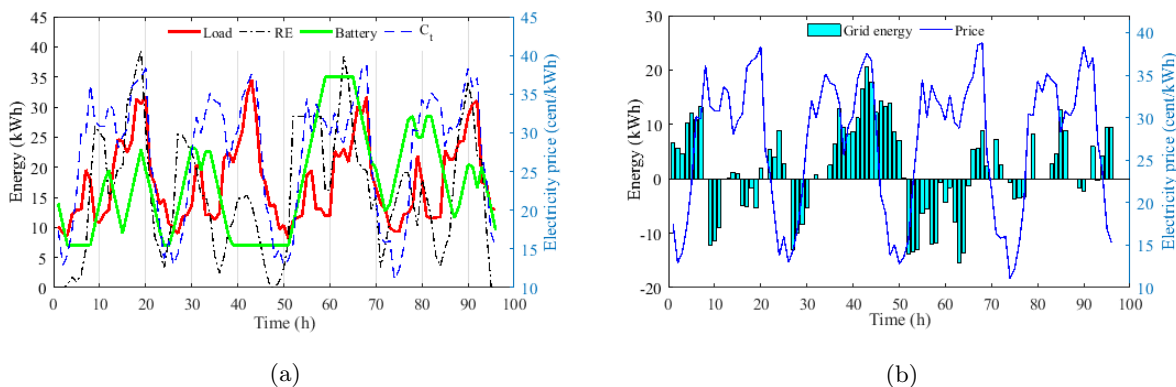 Load RE Battery C_t
Energy (kWh)
45
40
35
30
25
20
15
10
5
0
0 10 20 30 40 50 60 70 80 90 100
Time (h)
45
40
35
30
25
20
15
10
Electricity price (cent/kWh)
(a)
Grid energy Price
Energy (kWh)
30
20
10
0
-10
-20
0 10 20 30 40 50 60 70 80 90 100
Time (h)
40
35
30
25
20
15
10
Electricity price (cent/kWh)
(b)